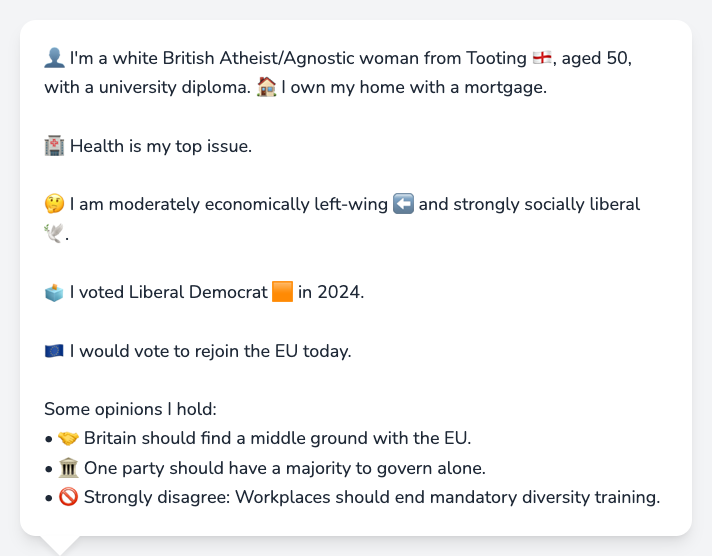 👤 I'm a white British Atheist/Agnostic woman from Tooting 🏴󠁧󠁢󠁥󠁮󠁧󠁿, aged 50,
with a university diploma. 🏠 I own my home with a mortgage.
🏥 Health is my top issue.
🤔 I am moderately economically left-wing ⬅️ and strongly socially liberal
🕊️.
🗳️ I voted Liberal Democrat 🟧 in 2024.
🇪🇺 I would vote to rejoin the EU today.
Some opinions I hold:
• 🤝 Britain should find a middle ground with the EU.
• 🏛️ One party should have a majority to govern alone.
• 🚫 Strongly disagree: Workplaces should end mandatory diversity training.